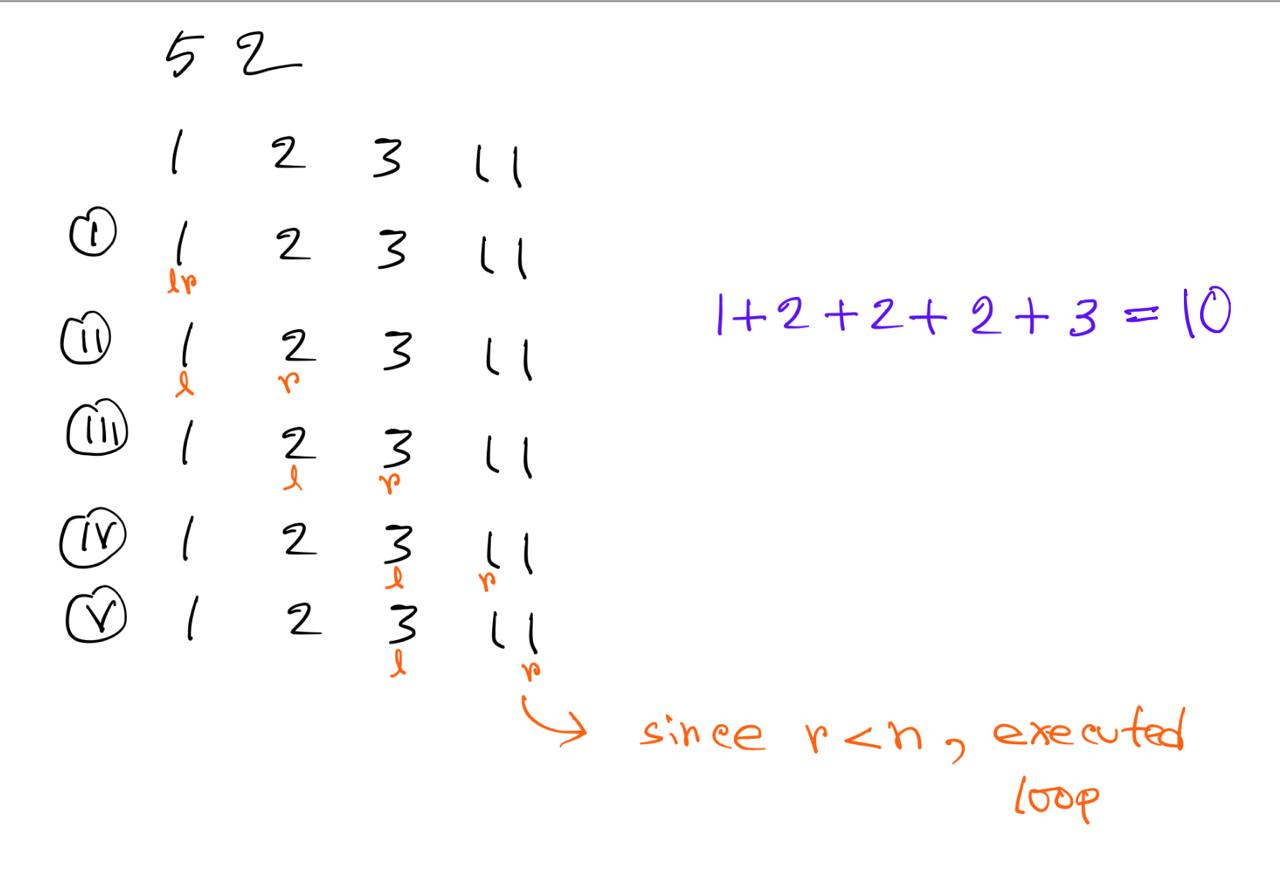 5 2
1 2 3 1 1
(i) 1 2 3 1 1
lr
1+2+2+2+3=10
(ii) 1 2 3 1 1
l r
(iii) 1 2 3 1 1
l r
(iv) 1 2 3 1 1
l r
(v) 1 2 3 1 1
l r
since r<n, executed
loop